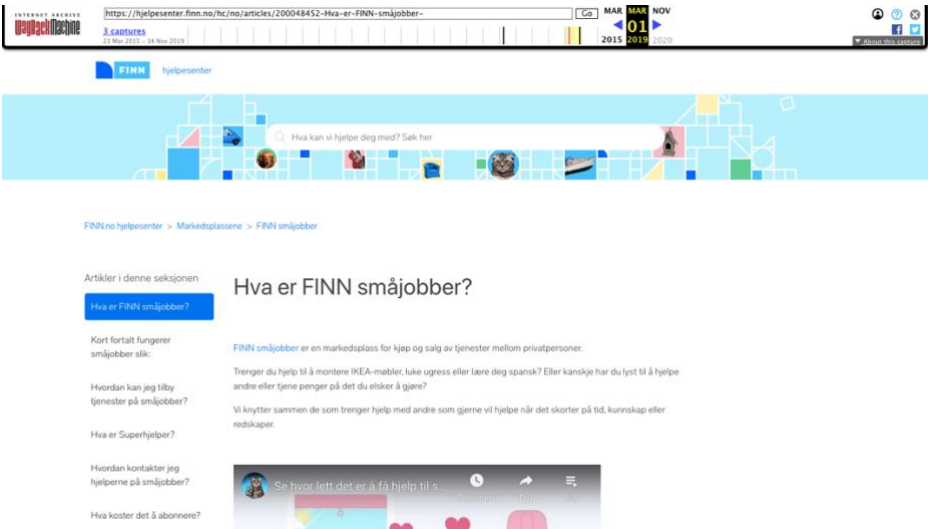 INTERNET ARCHIVE
WayBackMachine
https://hjelpesenter.finn.no/hc/no/articles/200048452-Hva-er-FINN-småjobber-
Go
MAR MAR NOV
3 captures
01
23 Mar 2015 – 14 Nov 2019
2015 2019 2020
▼ About this capture
FINN hjelpesenter
Hva kan vi hjelpe deg med? Søk her
FINN.no hjelpesenter > Markedsplassene > FINN småjobber
Artikler i denne seksjonen
Hva er FINN småjobber?
Kort fortalt fungerer
småjobber slik:
Hvordan kan jeg tilby
tjenester på småjobber?
Hva er Superhjelper?
Hvordan kontakter jeg
hjelperne på småjobber?
Hva koster det å abonnere?
Hva er FINN småjobber?
FINN småjobber er en markedsplass for kjøp og salg av tjenester mellom privatpersoner.
Trenger du hjelp til å montere IKEA-møbler, luke ugress eller lære deg spansk? Eller kanskje har du lyst til å hjelpe
andre eller tjene penger på det du elsker å gjøre?
Vi knytter sammen de som trenger hjelp med andre som gjerne vil hjelpe når det skorter på tid, kunnskap eller
redskaper.
Se hvor lett det er å få hjelp til s...